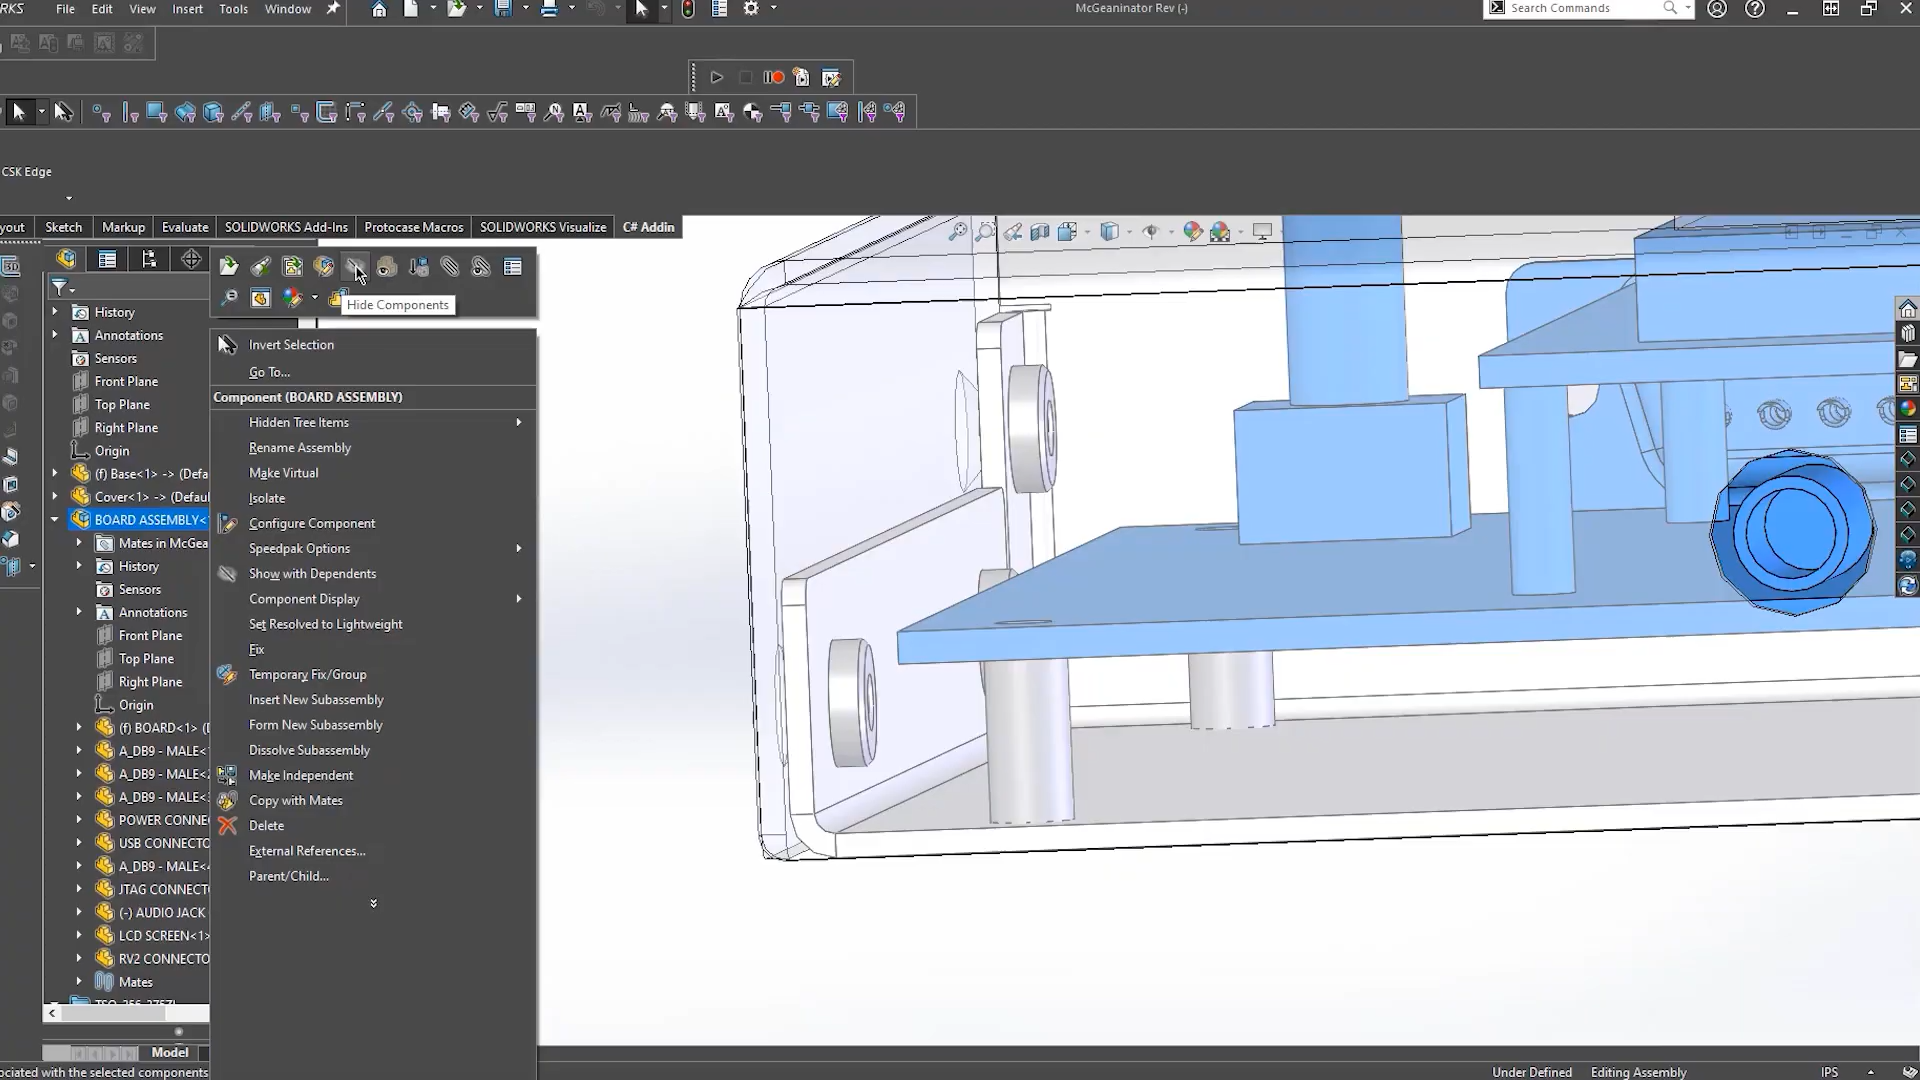 RKS File Edit View Insert Tools Window
McGeaninator Rev (-)
Search Commands
CSK Edge
yout Sketch Markup Evaluate SOLIDWORKS Add-Ins Protocase Macros SOLIDWORKS Visualize C# Addin
Hide Components
History
Annotations
Sensors
Front Plane
Top Plane
Right Plane
Origin
(f) Base<1> -> (Defa
Cover<1> -> (Defaul
BOARD ASSEMBLY<
Mates in McGea
History
Sensors
Annotations
Front Plane
Top Plane
Right Plane
Origin
(f) BOARD<1> (D
A_DB9 - MALE<
A_DB9 - MALE<
A_DB9 - MALE<
POWER CONNE
USB CONNECTO
A_DB9 - MALE<
JTAG CONNECT
(-) AUDIO JACK
LCD SCREEN<1>
RV2 CONNECTO
Mates
Invert Selection
Go To...
Component (BOARD ASSEMBLY)
Hidden Tree Items
Rename Assembly
Make Virtual
Isolate
Configure Component
Speedpak Options
Show with Dependents
Component Display
Set Resolved to Lightweight
Fix
Temporary Fix/Group
Insert New Subassembly
Form New Subassembly
Dissolve Subassembly
Make Independent
Copy with Mates
Delete
External References...
Parent/Child...
Model
ociated with the selected components
Under Defined Editing Assembly IPS